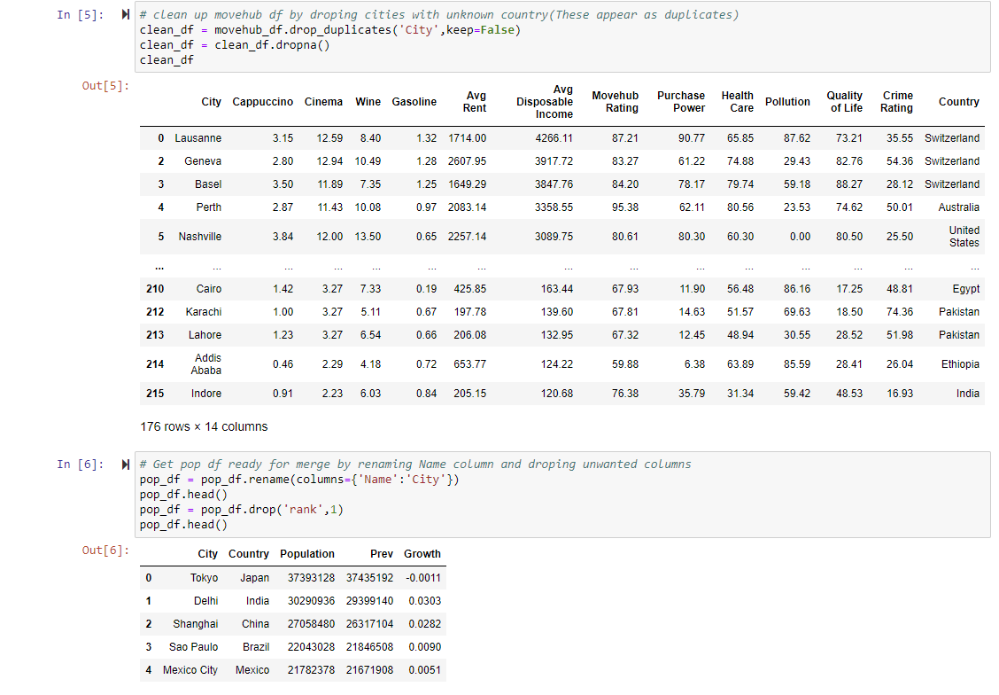 In [5]:
# clean up movehub df by droping cities with unknown country(These appear as duplicates)
clean_df = movehub_df.drop_duplicates('City',keep=False)
clean_df = clean_df.dropna()
clean_df
Out[5]:
City Cappuccino Cinema Wine Gasoline Avg Rent Avg Disposable Income Movehub Rating Purchase Power Health Care Pollution Quality of Life Crime Rating Country
0 Lausanne 3.15 12.59 8.40 1.32 1714.00 4266.11 87.21 90.77 65.85 87.62 73.21 35.55 Switzerland
2 Geneva 2.80 12.94 10.49 1.28 2607.95 3917.72 83.27 61.22 74.88 29.43 82.76 54.36 Switzerland
3 Basel 3.50 11.89 7.35 1.25 1649.29 3847.76 84.20 78.17 79.74 59.18 88.27 28.12 Switzerland
4 Perth 2.87 11.43 10.08 0.97 2083.14 3358.55 95.38 62.11 80.56 23.53 74.62 50.01 Australia
5 Nashville 3.84 12.00 13.50 0.65 2257.14 3089.75 80.61 80.30 60.30 0.00 80.50 25.50 United States
... ... ... ... ... ... ... ... ... ... ... ... ... ... ...
210 Cairo 1.42 3.27 7.33 0.19 425.85 163.44 67.93 11.90 56.48 86.16 17.25 48.81 Egypt
212 Karachi 1.00 3.27 5.11 0.67 197.78 139.60 67.81 14.63 51.57 69.63 18.50 74.36 Pakistan
213 Lahore 1.23 3.27 6.54 0.66 206.08 132.95 67.32 12.45 48.94 30.55 28.52 51.98 Pakistan
214 Addis Ababa 0.46 2.29 4.18 0.72 653.77 124.22 59.88 6.38 63.89 85.59 28.41 26.04 Ethiopia
215 Indore 0.91 2.23 6.03 0.84 205.15 120.68 76.38 35.79 31.34 59.42 48.53 16.93 India
176 rows × 14 columns
In [6]:
# Get pop df ready for merge by renaming Name column and droping unwanted columns
pop_df = pop_df.rename(columns={'Name':'City'})
pop_df.head()
pop_df = pop_df.drop('rank',1)
pop_df.head()
Out[6]:
City Country Population Prev Growth
0 Tokyo Japan 37393128 37435192 -0.0011
1 Delhi India 30290936 29399140 0.0303
2 Shanghai China 27058480 26317104 0.0282
3 Sao Paulo Brazil 22043028 21846508 0.0090
4 Mexico City Mexico 21782378 21671908 0.0051